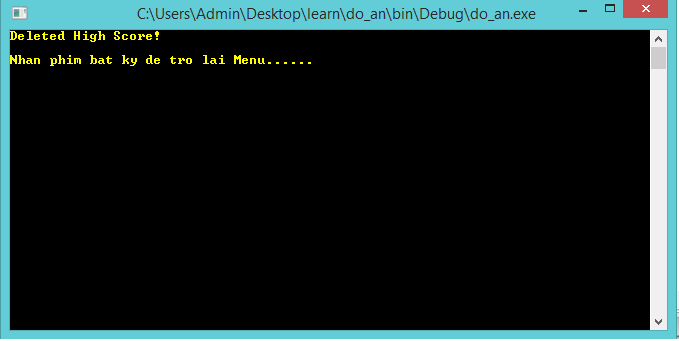 C:\Users\Admin\Desktop\learn\do_an\bin\Debug\do_an.exe
Deleted High Score!
Nhan phim bat ky de tro lai Menu......